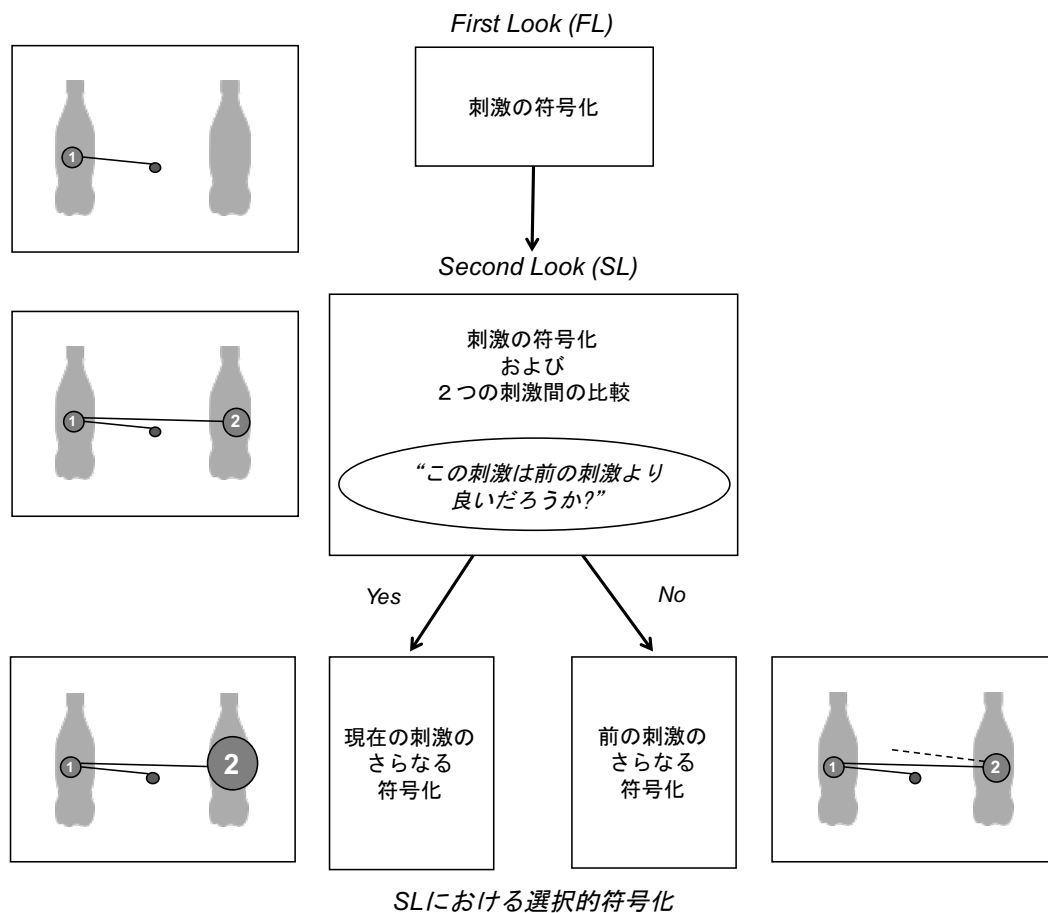 First Look (FL)
刺激の符号化
1
Second Look (SL)
刺激の符号化
および
２つの刺激間の比較
“この刺激は前の刺激より
良いだろうか?”
1
2
Yes
No
1
2
現在の刺激の
さらなる
符号化
前の刺激の
さらなる
符号化
1
2
SLにおける選択的符号化